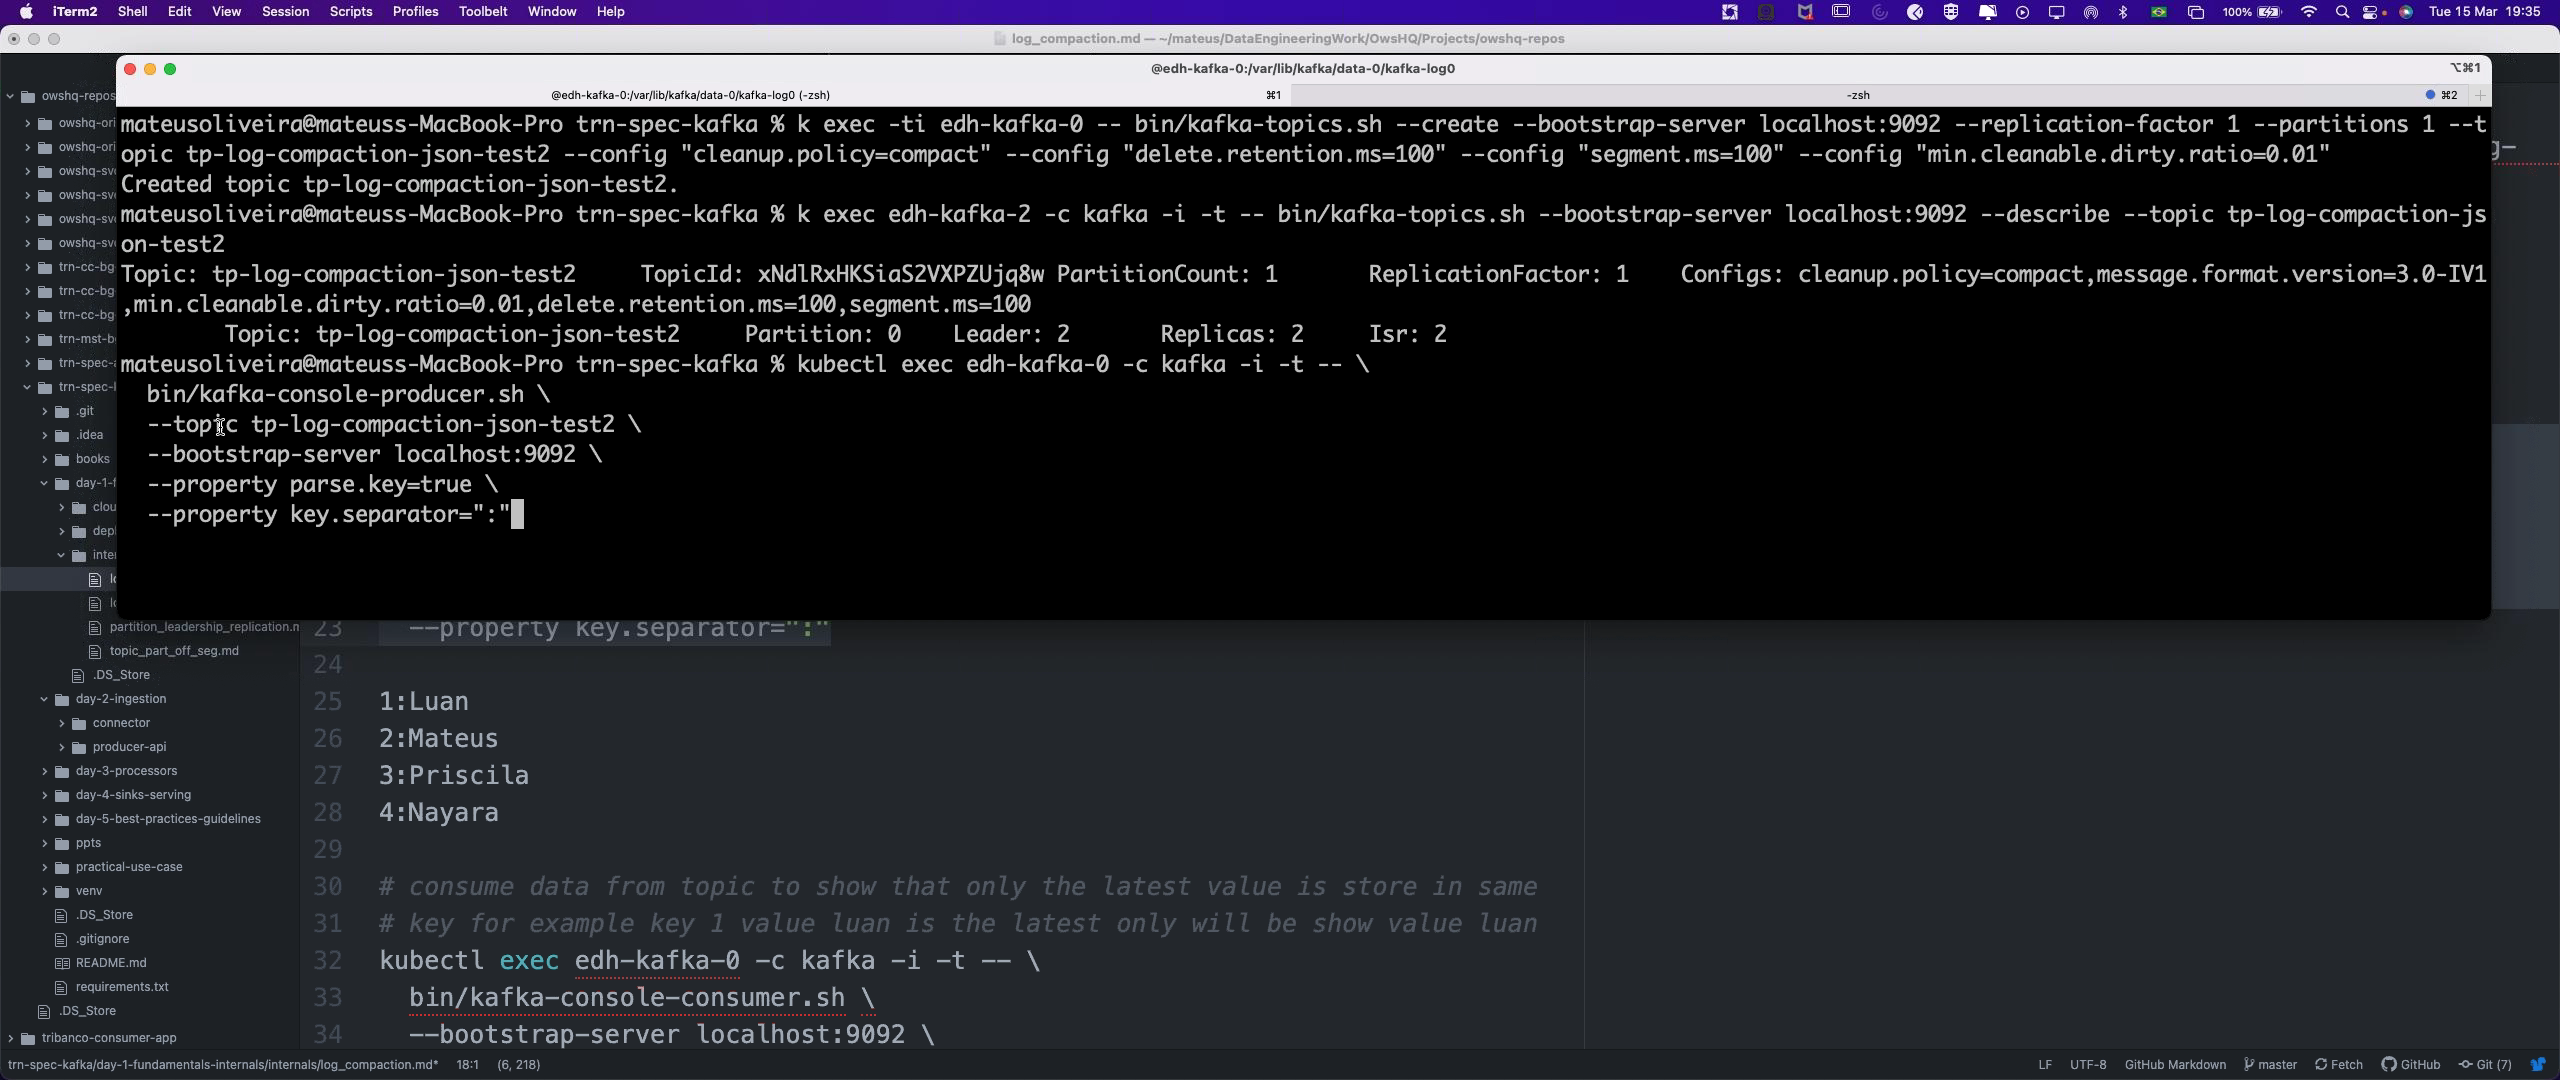 iTerm2 Shell Edit View Session Scripts Profiles Toolbelt Window Help 100% Tue 15 Mar 19:35
log_compaction.md — ~/mateus/DataEngineeringWork/OwsHQ/Projects/owshq-repos
@edh-kafka-0:/var/lib/kafka/data-0/kafka-log0 ⌥⌘1
@edh-kafka-0:/var/lib/kafka/data-0/kafka-log0 (-zsh) ⌘1 -zsh ⌘2
mateusoliveira@mateuss-MacBook-Pro trn-spec-kafka % k exec -ti edh-kafka-0 -- bin/kafka-topics.sh --create --bootstrap-server localhost:9092 --replication-factor 1 --partitions 1 --t
opic tp-log-compaction-json-test2 --config "cleanup.policy=compact" --config "delete.retention.ms=100" --config "segment.ms=100" --config "min.cleanable.dirty.ratio=0.01"
Created topic tp-log-compaction-json-test2.
mateusoliveira@mateuss-MacBook-Pro trn-spec-kafka % k exec edh-kafka-2 -c kafka -i -t -- bin/kafka-topics.sh --bootstrap-server localhost:9092 --describe --topic tp-log-compaction-js
on-test2
Topic: tp-log-compaction-json-test2 TopicId: xNdlRxHKSiaS2VXPZUjq8w PartitionCount: 1 ReplicationFactor: 1 Configs: cleanup.policy=compact,message.format.version=3.0-IV1
,min.cleanable.dirty.ratio=0.01,delete.retention.ms=100,segment.ms=100
Topic: tp-log-compaction-json-test2 Partition: 0 Leader: 2 Replicas: 2 Isr: 2
mateusoliveira@mateuss-MacBook-Pro trn-spec-kafka % kubectl exec edh-kafka-0 -c kafka -i -t -- \
bin/kafka-console-producer.sh \
--topic tp-log-compaction-json-test2 \
--bootstrap-server localhost:9092 \
--property parse.key=true \
--property key.separator=":"
owshq-repos
owshq-ori
owshq-ori
owshq-sv
owshq-sv
owshq-sv
owshq-sv
trn-cc-bg
trn-cc-bg
trn-cc-bg
trn-mst-b
trn-spec-
trn-spec-
.git
.idea
books
day-1-f
clou
depl
inter
partition_leadership_replication.m
topic_part_off_seg.md
.DS_Store
day-2-ingestion
connector
producer-api
day-3-processors
day-4-sinks-serving
day-5-best-practices-guidelines
ppts
practical-use-case
venv
.DS_Store
.gitignore
README.md
requirements.txt
.DS_Store
tribanco-consumer-app
23 --property key.separator=":"
24
25 1:Luan
26 2:Mateus
27 3:Priscila
28 4:Nayara
29
30 # consume data from topic to show that only the latest value is store in same
31 # key for example key 1 value luan is the latest only will be show value luan
32 kubectl exec edh-kafka-0 -c kafka -i -t -- \
33 bin/kafka-console-consumer.sh \
34 --bootstrap-server localhost:9092 \
trn-spec-kafka/day-1-fundamentals-internals/internals/log_compaction.md* 18:1 (6, 218) LF UTF-8 GitHub Markdown master Fetch GitHub Git (7)